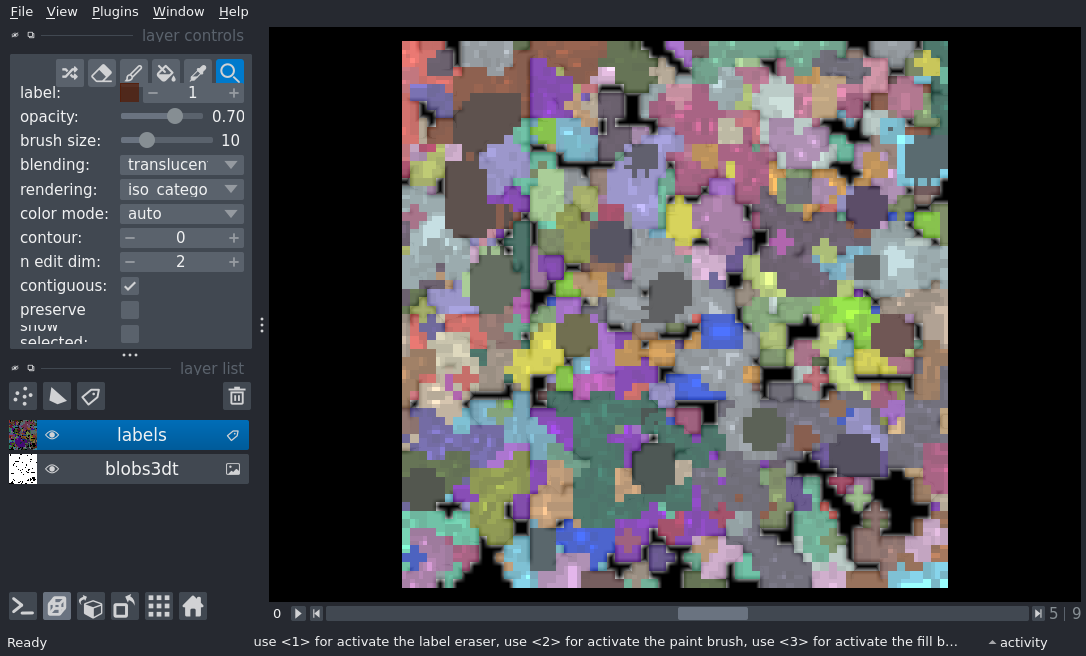 File View Plugins Window Help
layer controls
label: 1
opacity: 0.70
brush size: 10
blending: translucen
rendering: iso_catego
color mode: auto
contour: 0
n edit dim: 2
contiguous:
preserve
show
selected:
layer list
labels
blobs3dt
0 5 | 9
Ready use <1> for activate the label eraser, use <2> for activate the paint brush, use <3> for activate the fill b... activity